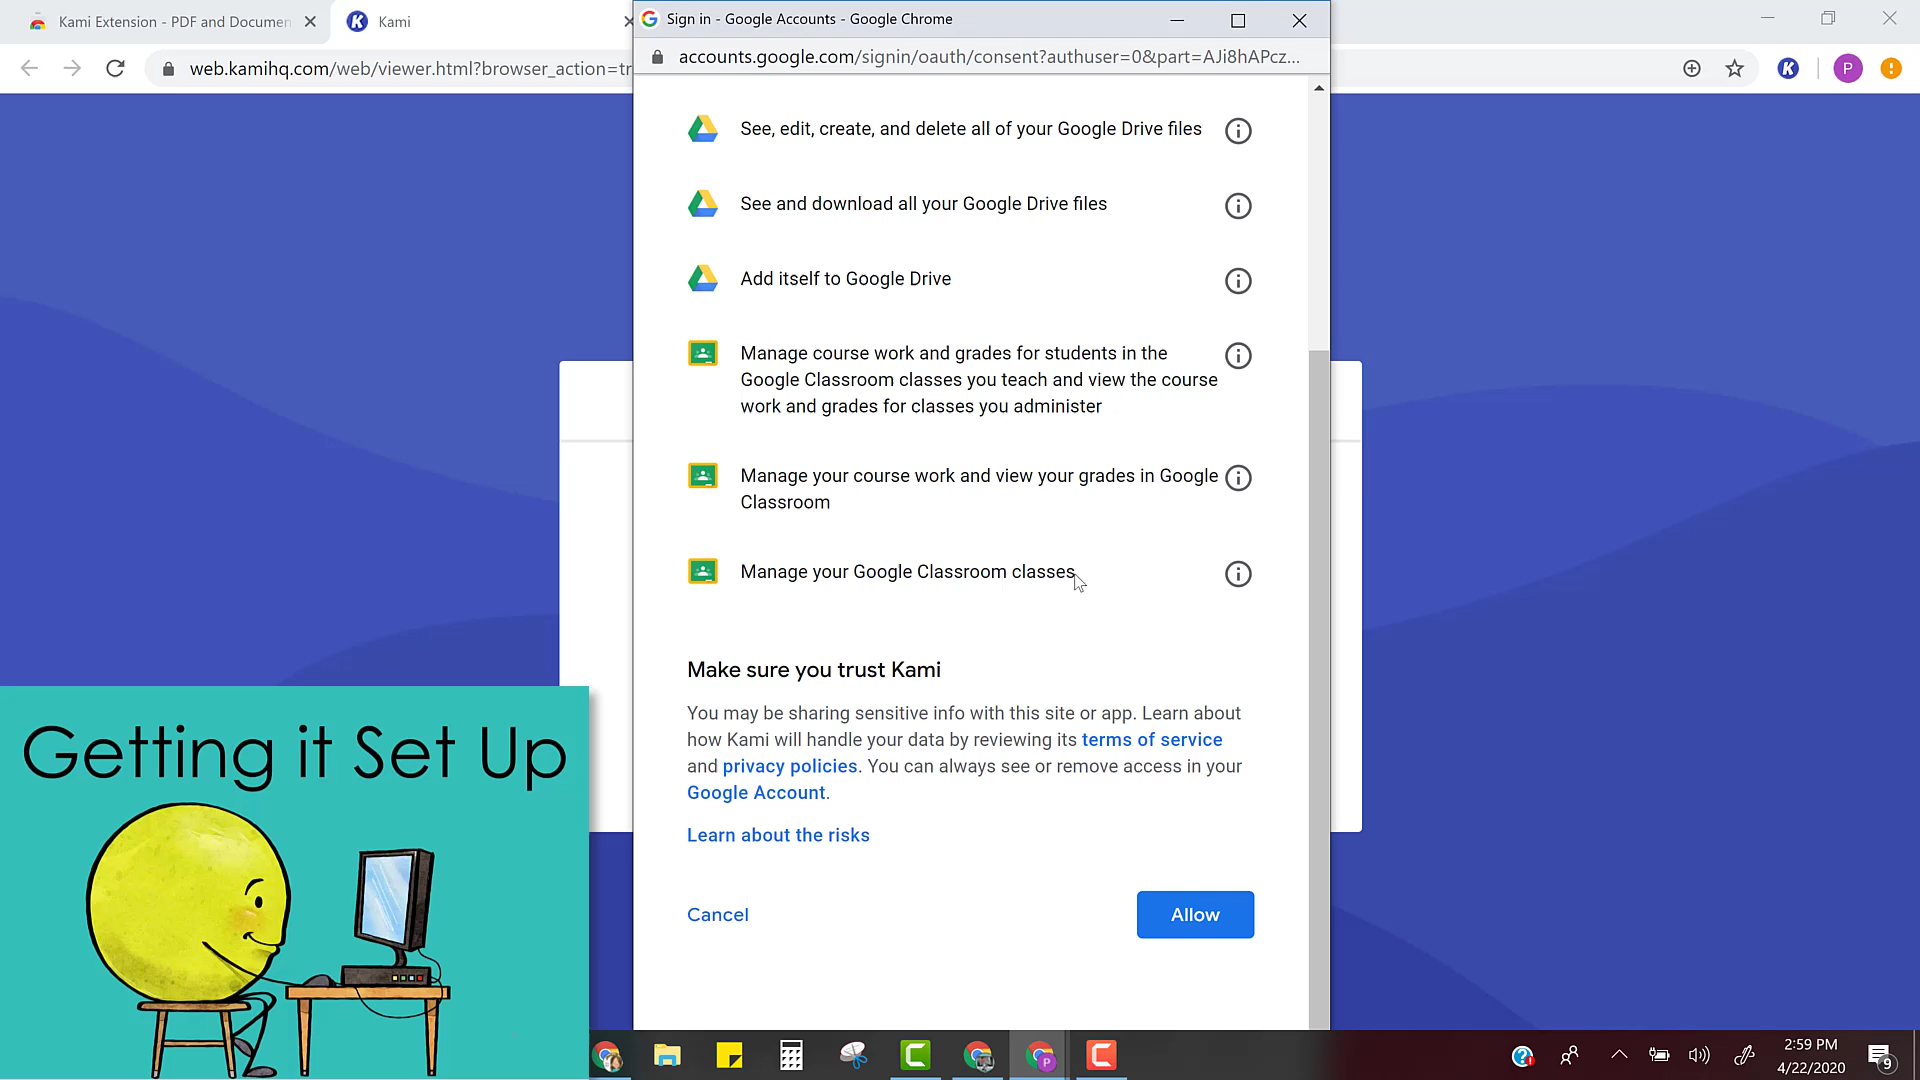 Kami Extension - PDF and Documen
Kami
Sign in - Google Accounts - Google Chrome
web.kamihq.com/web/viewer.html?browser_action=tr
accounts.google.com/signin/oauth/consent?authuser=0&part=AJi8hAPcz...
P
See, edit, create, and delete all of your Google Drive files
See and download all your Google Drive files
Add itself to Google Drive
Manage course work and grades for students in the
Google Classroom classes you teach and view the course
work and grades for classes you administer
Manage your course work and view your grades in Google
Classroom
Manage your Google Classroom classes
Make sure you trust Kami
You may be sharing sensitive info with this site or app. Learn about
how Kami will handle your data by reviewing its terms of service
and privacy policies. You can always see or remove access in your
Google Account.
Learn about the risks
Cancel
Allow
Getting it Set Up
2:59 PM
4/22/2020
9